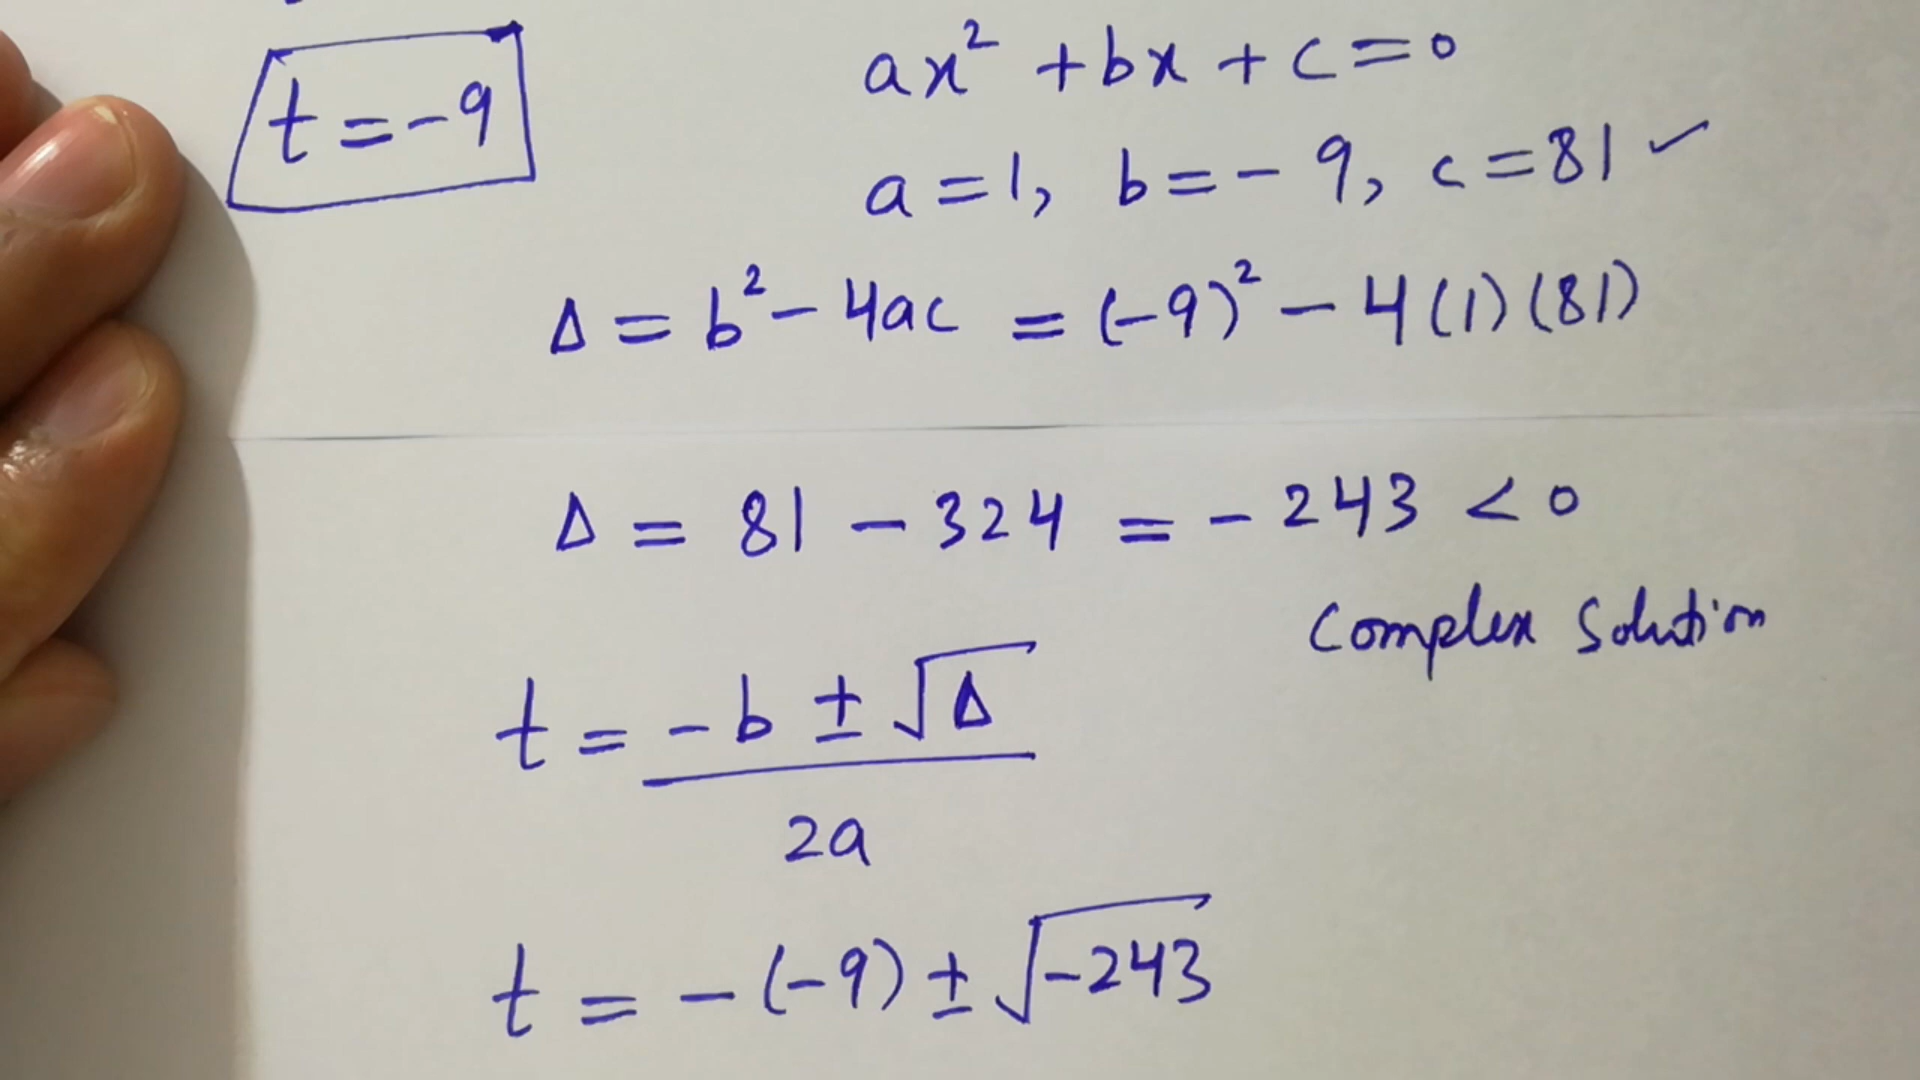 t = -9
ax² + bx + c = 0
a = 1, b = - 9, c = 81 ✓
Δ = b² - 4ac = (-9)² - 4(1)(81)
Δ = 81 - 324 = - 243 < 0
Complex Solution
t = -b ± √Δ
2a
t = -(-9) ± √-243